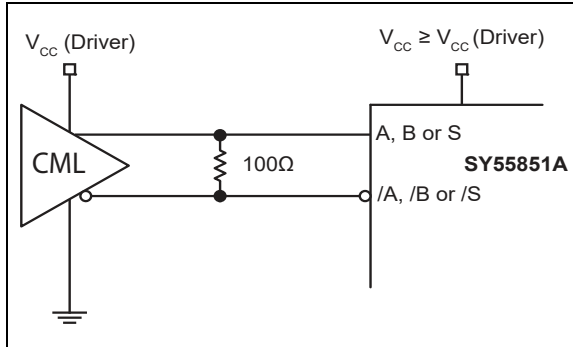 VCC (Driver)
VCC ≥ VCC (Driver)
CML
100Ω
A, B or S
SY55851A
/A, /B or /S